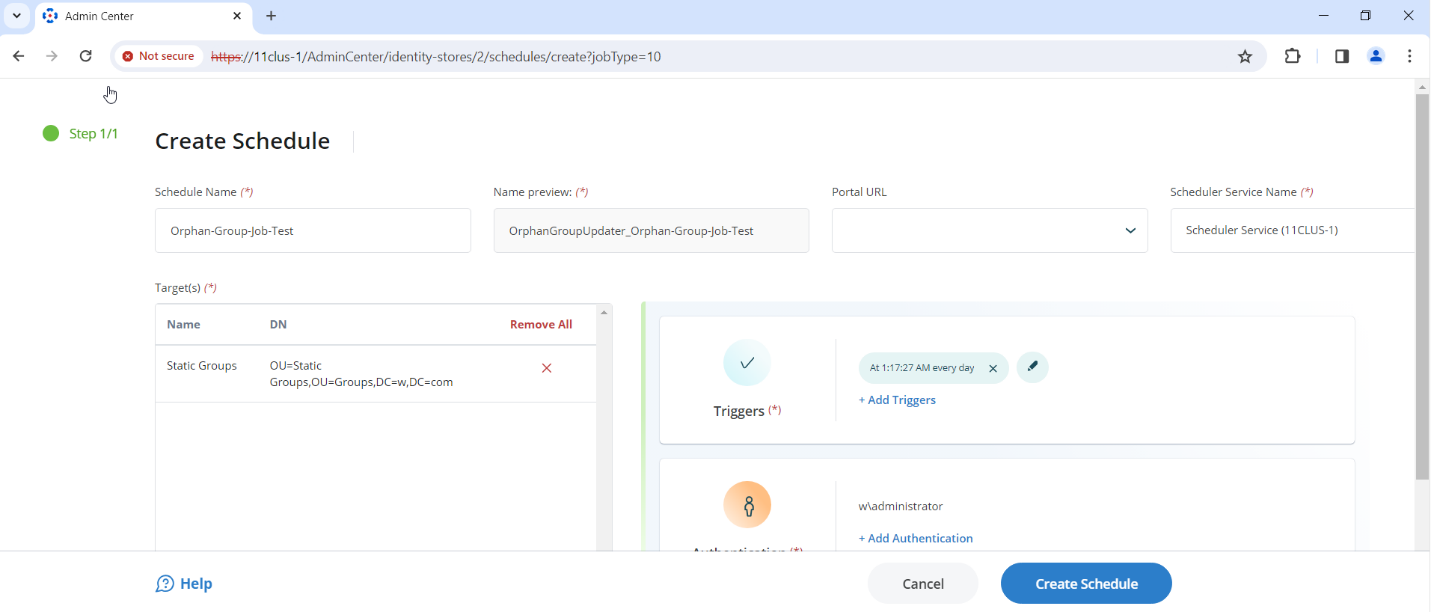 Admin Center
Not secure
https://11clus-1/AdminCenter/identity-stores/2/schedules/create?jobType=10
Step 1/1
Create Schedule
Schedule Name (*)
Name preview: (*)
Portal URL
Scheduler Service Name (*)
Orphan-Group-Job-Test
OrphanGroupUpdater_Orphan-Group-Job-Test
Scheduler Service (11CLUS-1)
Target(s) (*)
Name
DN
Remove All
Static Groups
OU=Static
Groups,OU=Groups,DC=w,DC=com
At 1:17:27 AM every day
+ Add Triggers
Triggers (*)
w\administrator
+ Add Authentication
Authentication (*)
Help
Cancel
Create Schedule